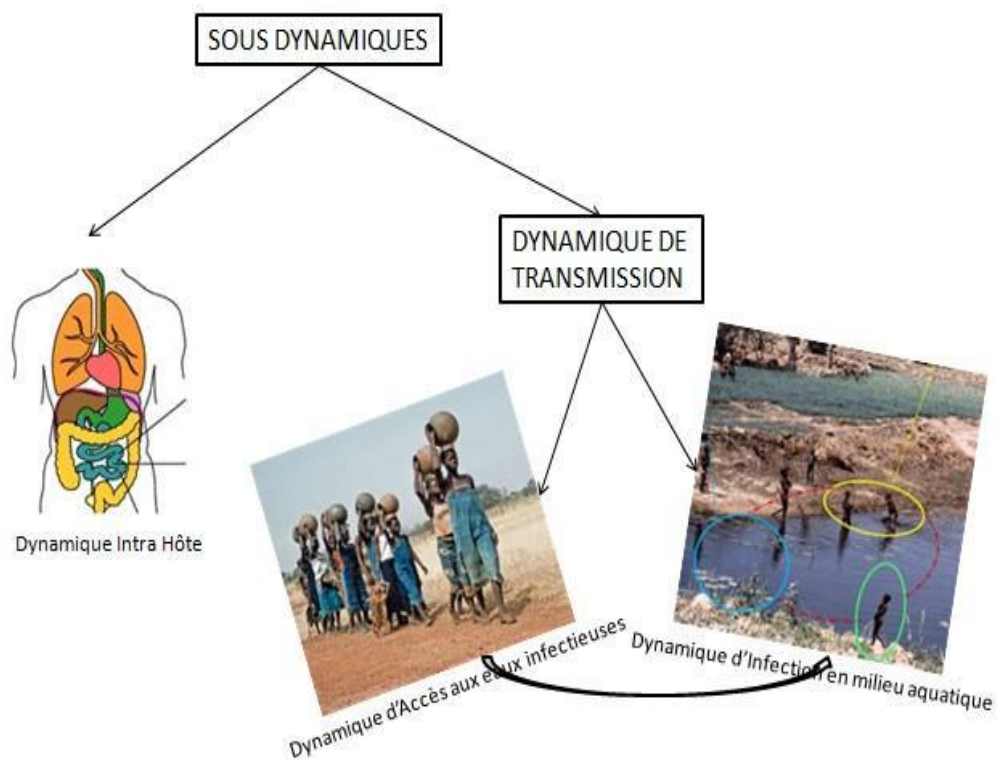 SOUS DYNAMIQUES
DYNAMIQUE DE
TRANSMISSION
Dynamique Intra Hôte
Dynamique d'Accès aux eaux infectieuses
Dynamique d'Infection en milieu aquatique